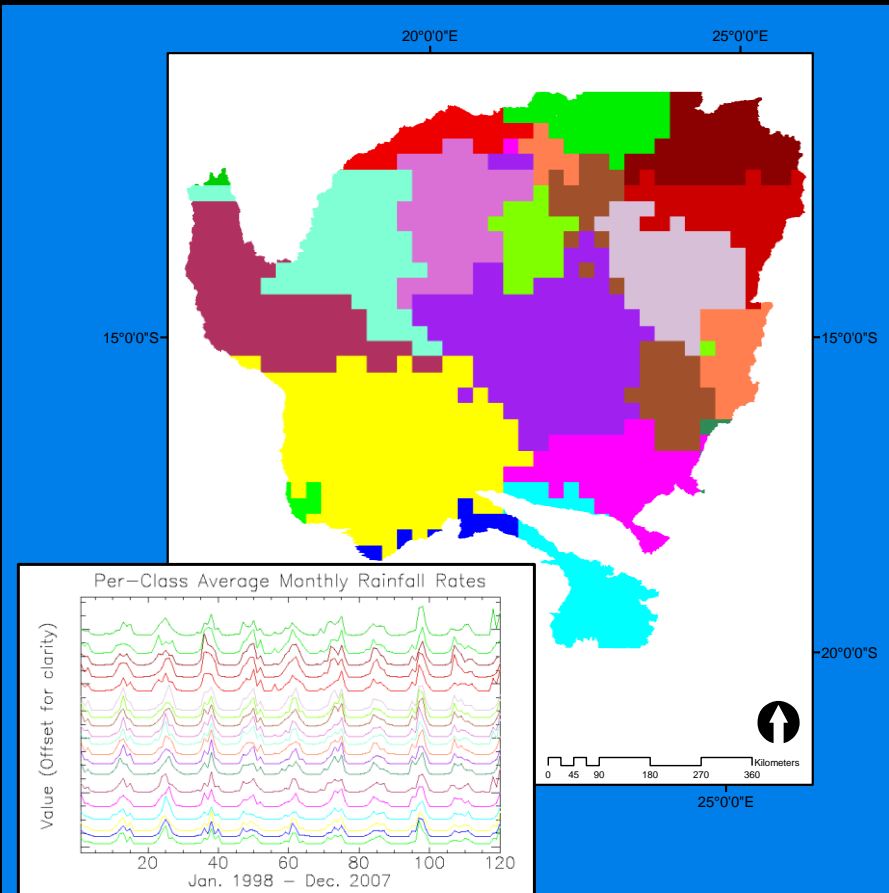 20°0'0"E 25°0'0"E
15°0'0"S 15°0'0"S
20°0'0"S
Kilometers
0 45 90 180 270 360
25°0'0"E
Per-Class Average Monthly Rainfall Rates
Value (Offset for clarity)
20 40 60 80 100 120
Jan. 1998 - Dec. 2007